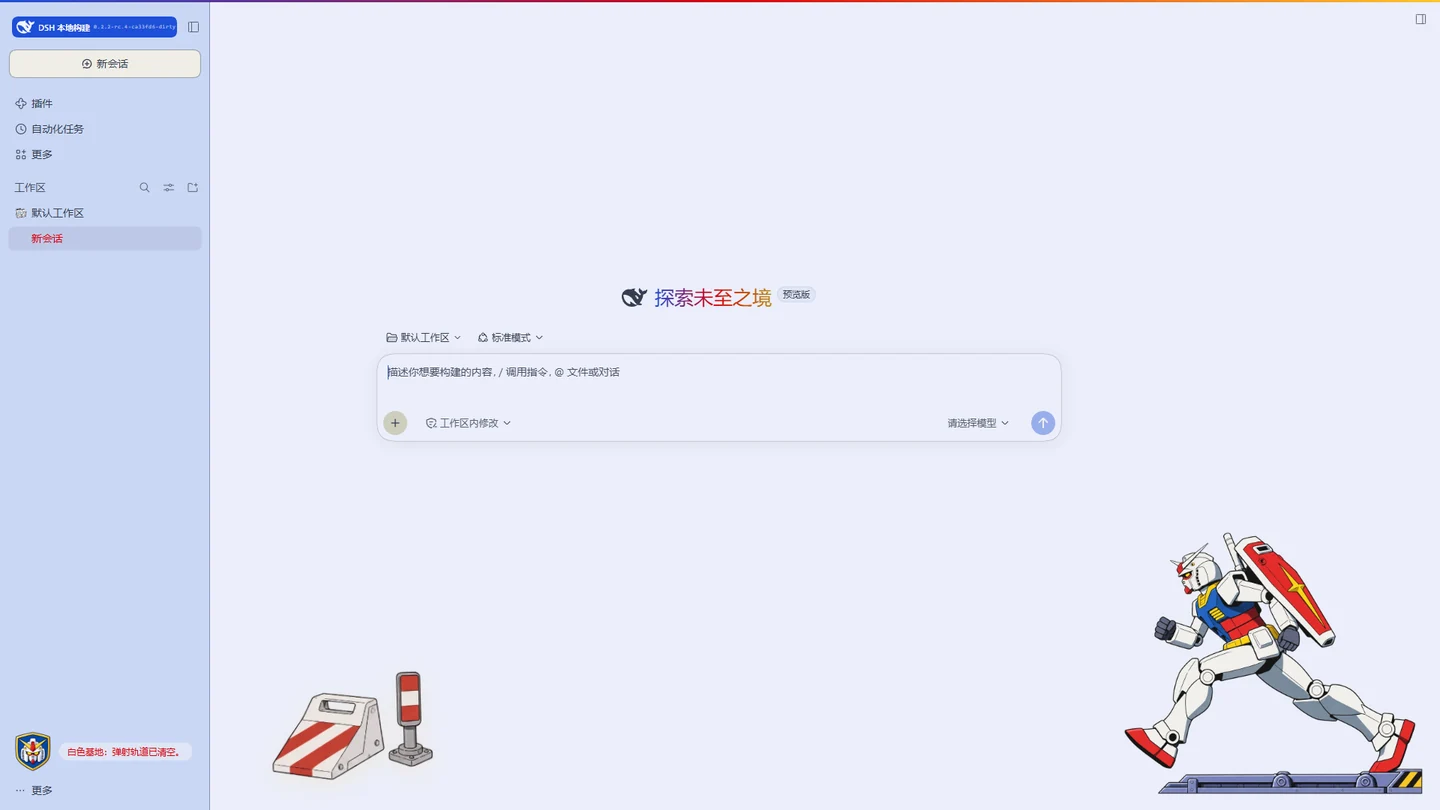 DSH 本地构建
新会话
插件
自动化任务
更多
工作区
默认工作区
新会话
探索未至之境 预览版
默认工作区 标准模式
描述你想要构建的内容, / 调用指令, @ 文件或对话
工作区内修改 请选择模型
白色基地：弹射轨道已清空。
更多